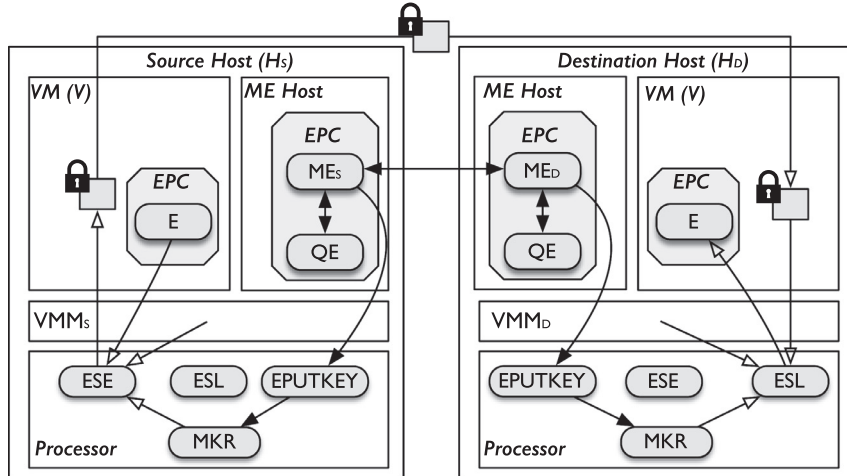 Source Host (Hs)
Destination Host (HD)
VM (V)
ME Host
ME Host
VM (V)
EPC
EPC
EPC
EPC
MEs
MED
E
QE
QE
E
VMMs
VMMD
ESE
ESL
EPUTKEY
EPUTKEY
ESE
ESL
MKR
MKR
Processor
Processor